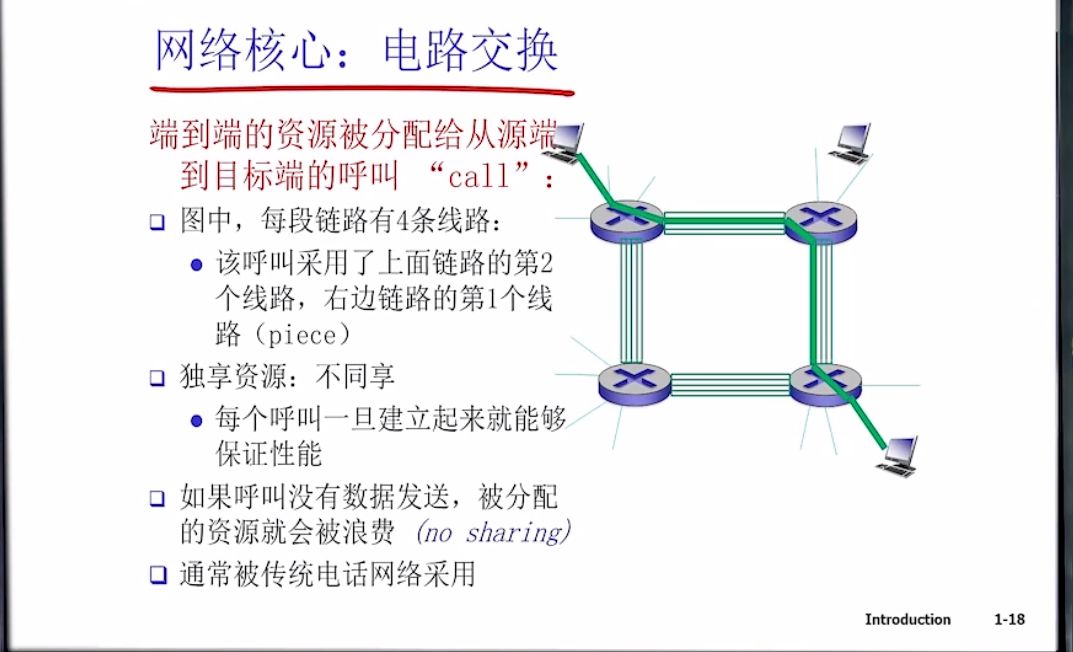 网络核心：电路交换
端到端的资源被分配给从源端
到目标端的呼叫 “call”：
图中，每段链路有4条线路：
该呼叫采用了上面链路的第2
个线路，右边链路的第1个线
路（piece）
独享资源：不同享
每个呼叫一旦建立起来就能够
保证性能
如果呼叫没有数据发送，被分配
的资源就会被浪费 (no sharing)
通常被传统电话网络采用
Introduction 1-18